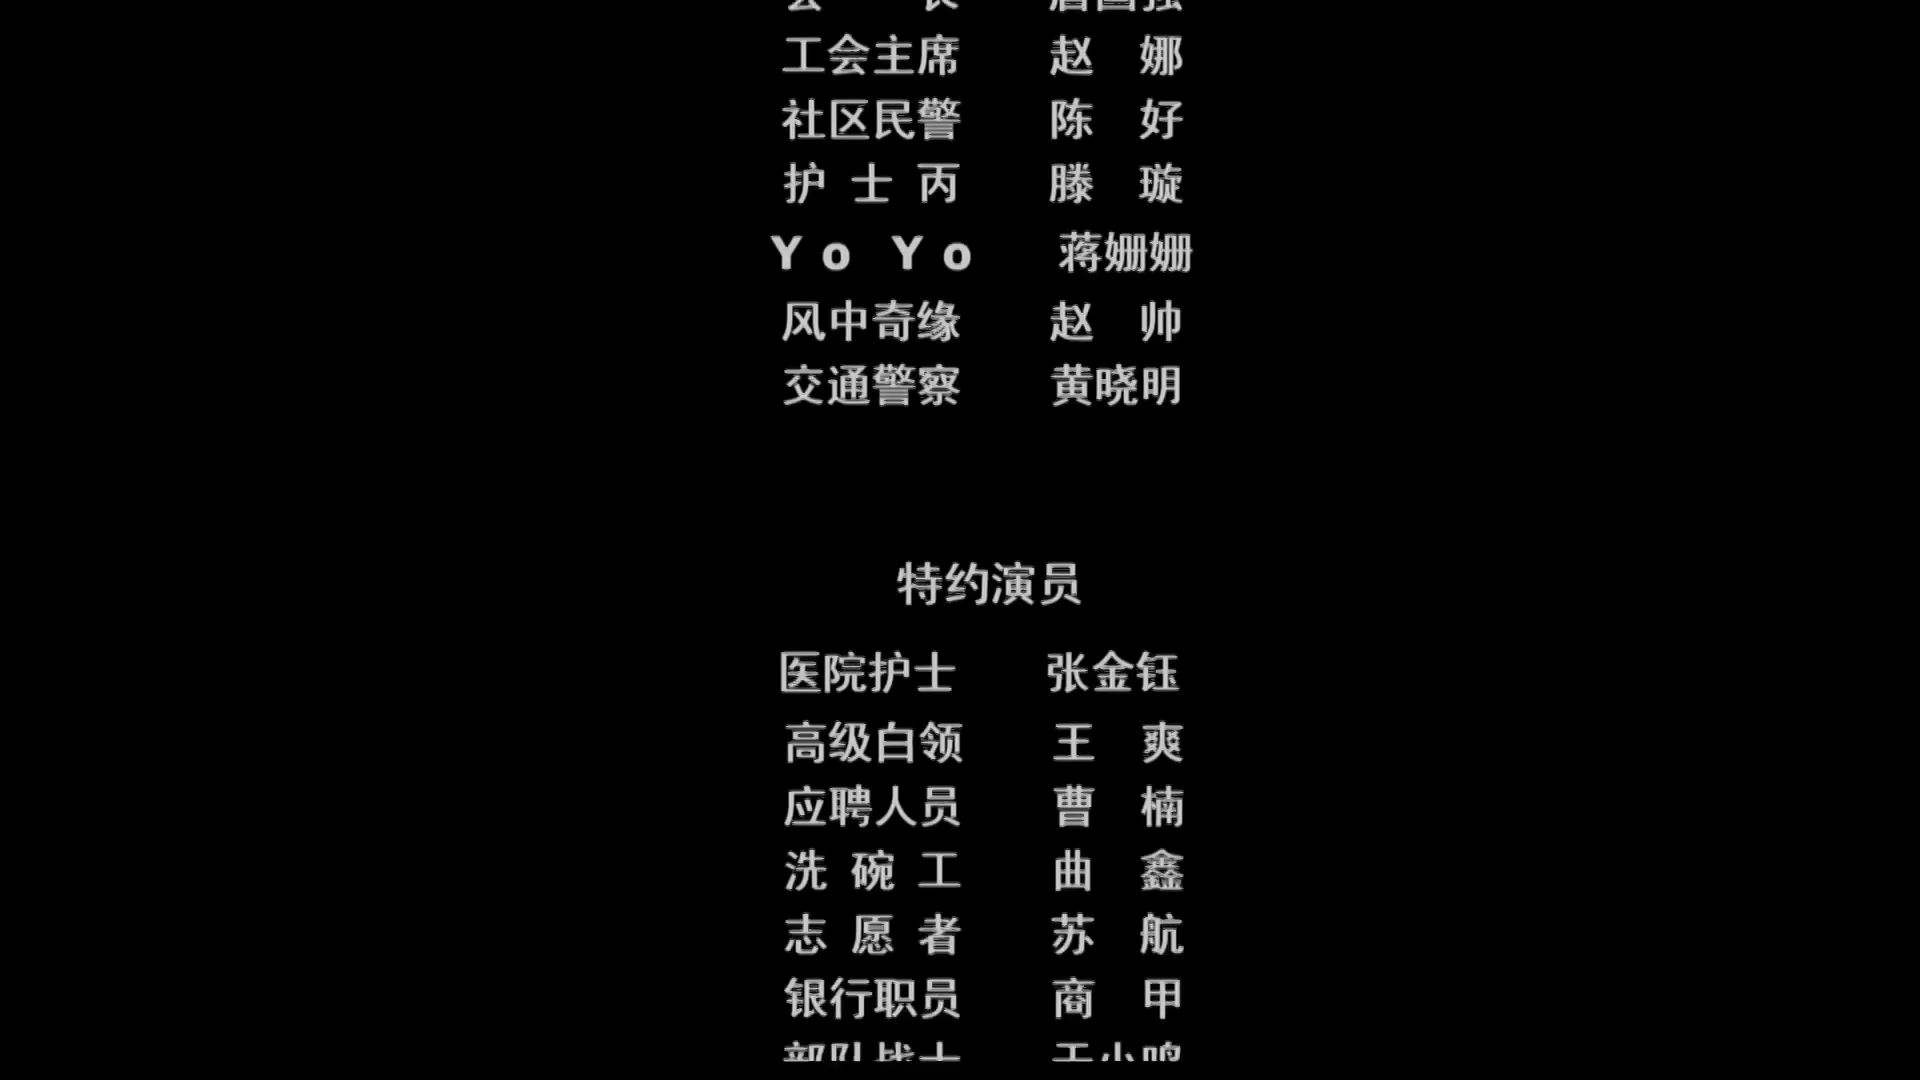 工会主席 赵 娜
社区民警 陈 好
护 士 丙 滕 璇
Yo Yo 蒋姗姗
风中奇缘 赵 帅
交通警察 黄晓明
特约演员
医院护士 张金钰
高级白领 王 爽
应聘人员 曹 楠
洗 碗 工 曲 鑫
志 愿 者 苏 航
银行职员 商 甲